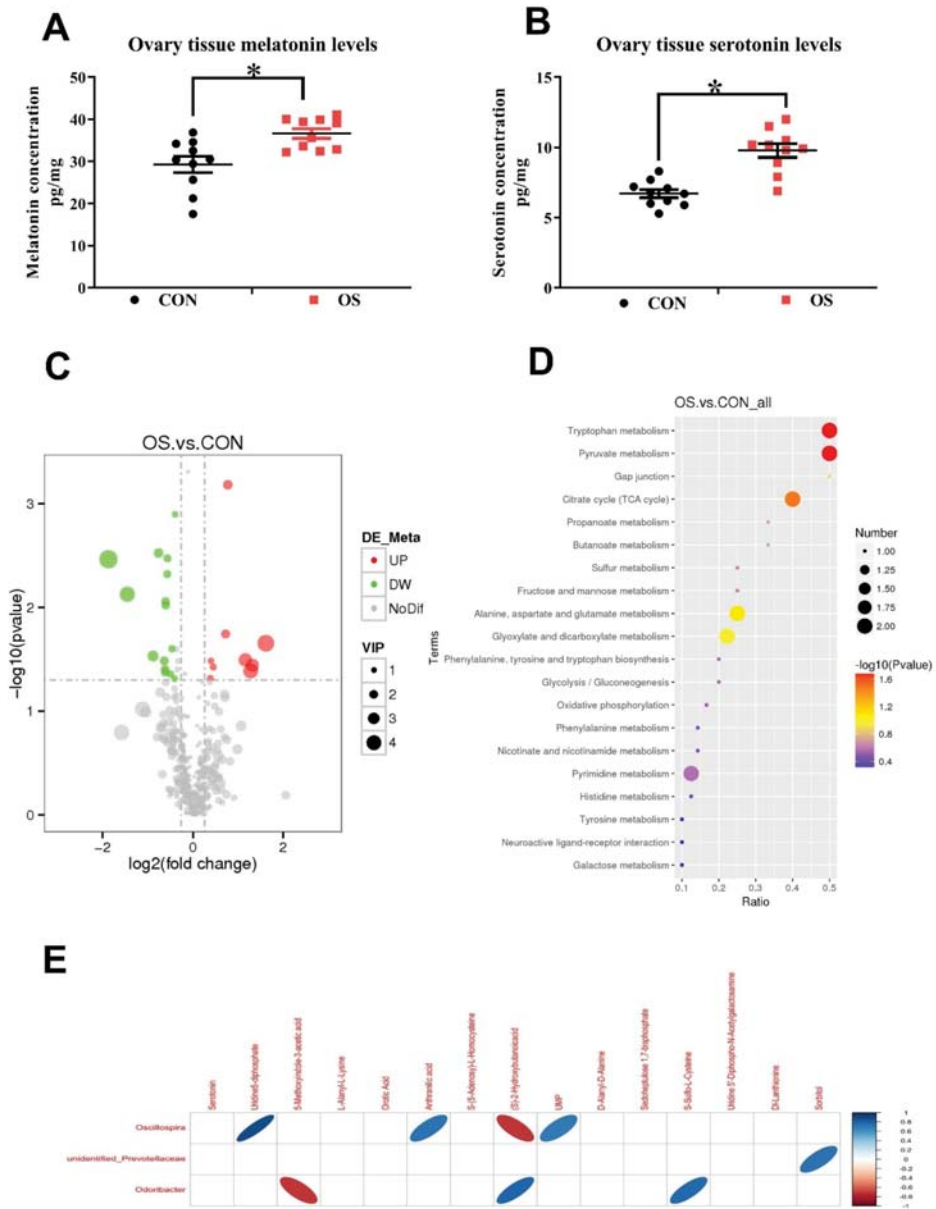 A
Ovary tissue melatonin levels
*
50
40
30
20
10
0
Melatonin concentration
pg/mg
CON
OS
B
Ovary tissue serotonin levels
*
15
10
5
0
Serotonin concentration
pg/mg
CON
OS
C
OS.vs.CON
3
2
1
0
-log10(pvalue)
-2
0
2
log2(fold change)
DE_Meta
UP
DW
NoDif
VIP
1
2
3
4
D
OS.vs.CON_all
Terms
Tryptophan metabolism
Pyruvate metabolism
Gap junction
Citrate cycle (TCA cycle)
Propanoate metabolism
Butanoate metabolism
Sulfur metabolism
Fructose and mannose metabolism
Alanine, aspartate and glutamate metabolism
Glyoxylate and dicarboxylate metabolism
Phenylalanine, tyrosine and tryptophan biosynthesis
Glycolysis / Gluconeogenesis
Oxidative phosphorylation
Phenylalanine metabolism
Nicotinate and nicotinamide metabolism
Pyrimidine metabolism
Histidine metabolism
Tyrosine metabolism
Neuroactive ligand-receptor interaction
Galactose metabolism
0.1
0.2
0.3
0.4
0.5
Ratio
Number
1.00
1.25
1.50
1.75
2.00
-log10(Pvalue)
1.6
1.2
0.8
0.4
E
Serotonin
Uridine5-diphosphate
5-Methoxyindole-3-acetic acid
L-Alanyl-L-Lysine
Orotic Acid
Anthranilic acid
S-(5-Adenosy)-L-Homocysteine
(S)-2-Hydroxybutanoicacid
UMP
D-Alanyl-D-Alanine
Sedoheptulose 1,7-bisphosphate
S-Sulfo-L-Cysteine
Uridine 5'-Diphospho-N-Acetylgalactosamine
Dl-Lanthionine
Sorbitol
Oscillospira
unidentified_Prevotellaceae
Odoribacter
1
0.8
0.6
0.4
0.2
0
-0.2
-0.4
-0.6
-0.8
-1